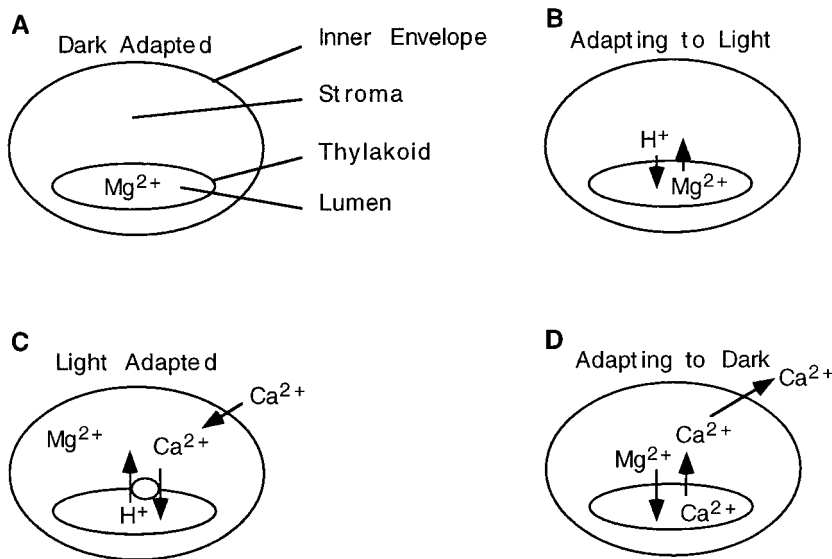 A
Dark Adapted
Inner Envelope
Stroma
Thylakoid
Mg2+
Lumen
B
Adapting to Light
H+
Mg2+
C
Light Adapted
Ca2+
Mg2+
Ca2+
H+
D
Adapting to Dark
Ca2+
Ca2+
Mg2+
Ca2+